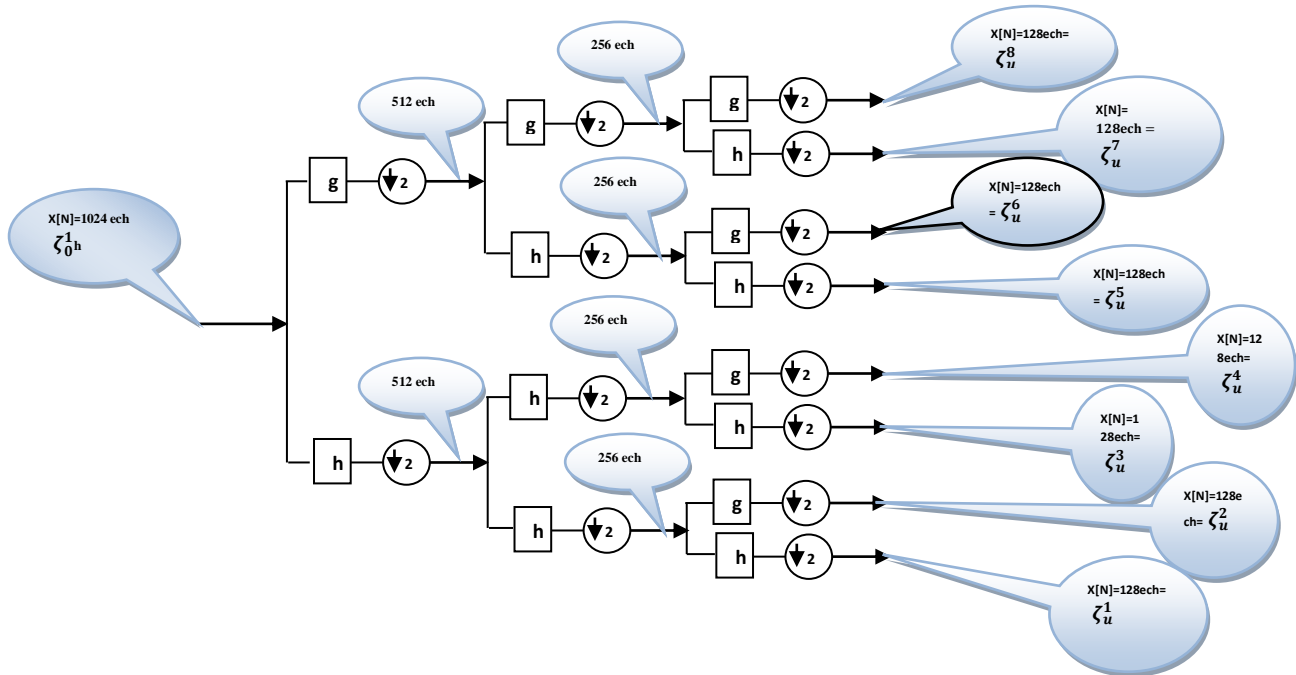 X[N]=1024 ech
ζ₀¹ h
g
↓2
512 ech
g
↓2
256 ech
g
↓2
X[N]=128ech=
ζᵤ⁸
h
↓2
X[N]=
128ech =
ζᵤ⁷
h
↓2
256 ech
g
↓2
X[N]=128ech
= ζᵤ⁶
h
↓2
X[N]=128ech
= ζᵤ⁵
h
↓2
512 ech
h
↓2
256 ech
g
↓2
X[N]=12
8ech=
ζᵤ⁴
h
↓2
X[N]=1
28ech=
ζᵤ³
h
↓2
256 ech
g
↓2
X[N]=128e
ch= ζᵤ²
h
↓2
X[N]=128ech=
ζᵤ¹